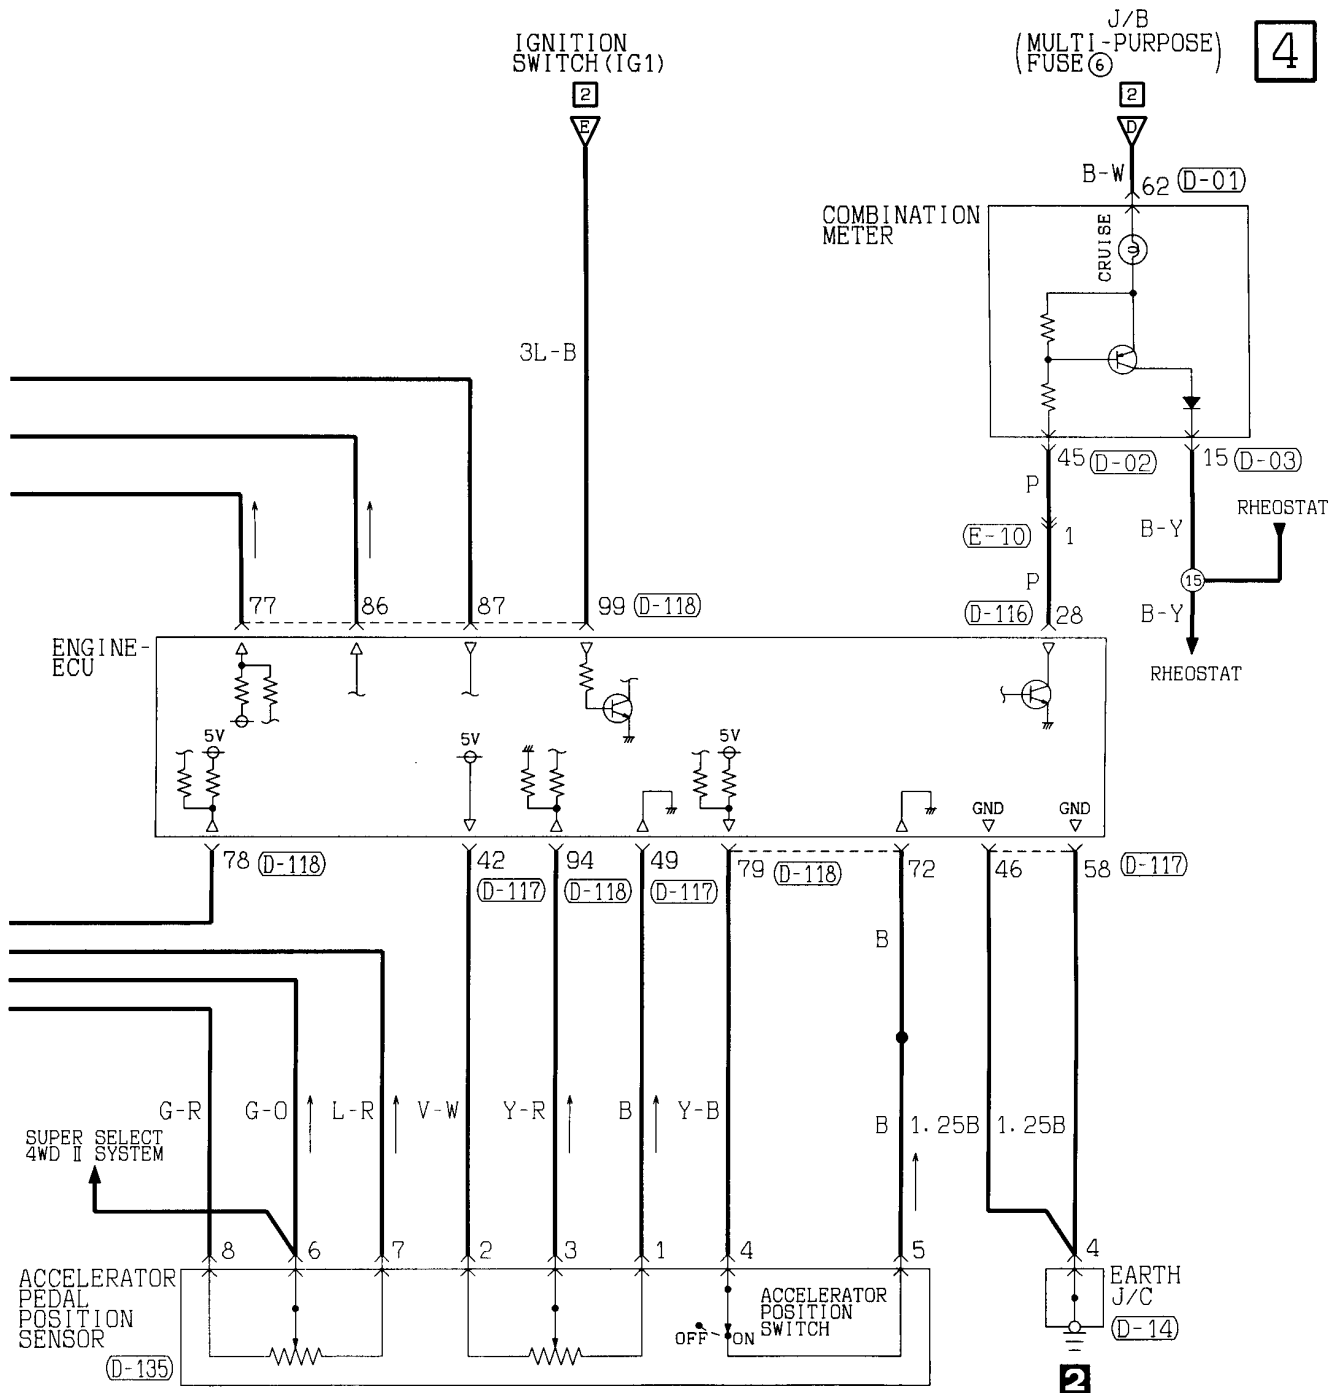 J/B
IGNITION
SWITCH(IG1)
(MULTI-PURPOSE)
FUSE⑥
4
2
2
E
D
B-W
62 (D-01)
COMBINATION
METER
CRUISE
3L-B
45 (D-02)
15 (D-03)
P
RHEOSTAT
(E-10) 1
B-Y
15
P
B-Y
77
86
87
99 (D-118)
(D-116) 28
ENGINE-
ECU
RHEOSTAT
5V
5V
5V
GND
GND
78 (D-118)
42
(D-117)
94
(D-118)
49
(D-117)
79 (D-118)
72
46
58 (D-117)
B
G-R
G-O
L-R
V-W
Y-R
B
Y-B
B
1.25B
1.25B
SUPER SELECT
4WD Ⅱ SYSTEM
8
6
7
2
3
1
4
5
4
ACCELERATOR
PEDAL
POSITION
SENSOR
(D-135)
ACCELERATOR
POSITION
SWITCH
OFF
ON
EARTH
J/C
(D-14)
2